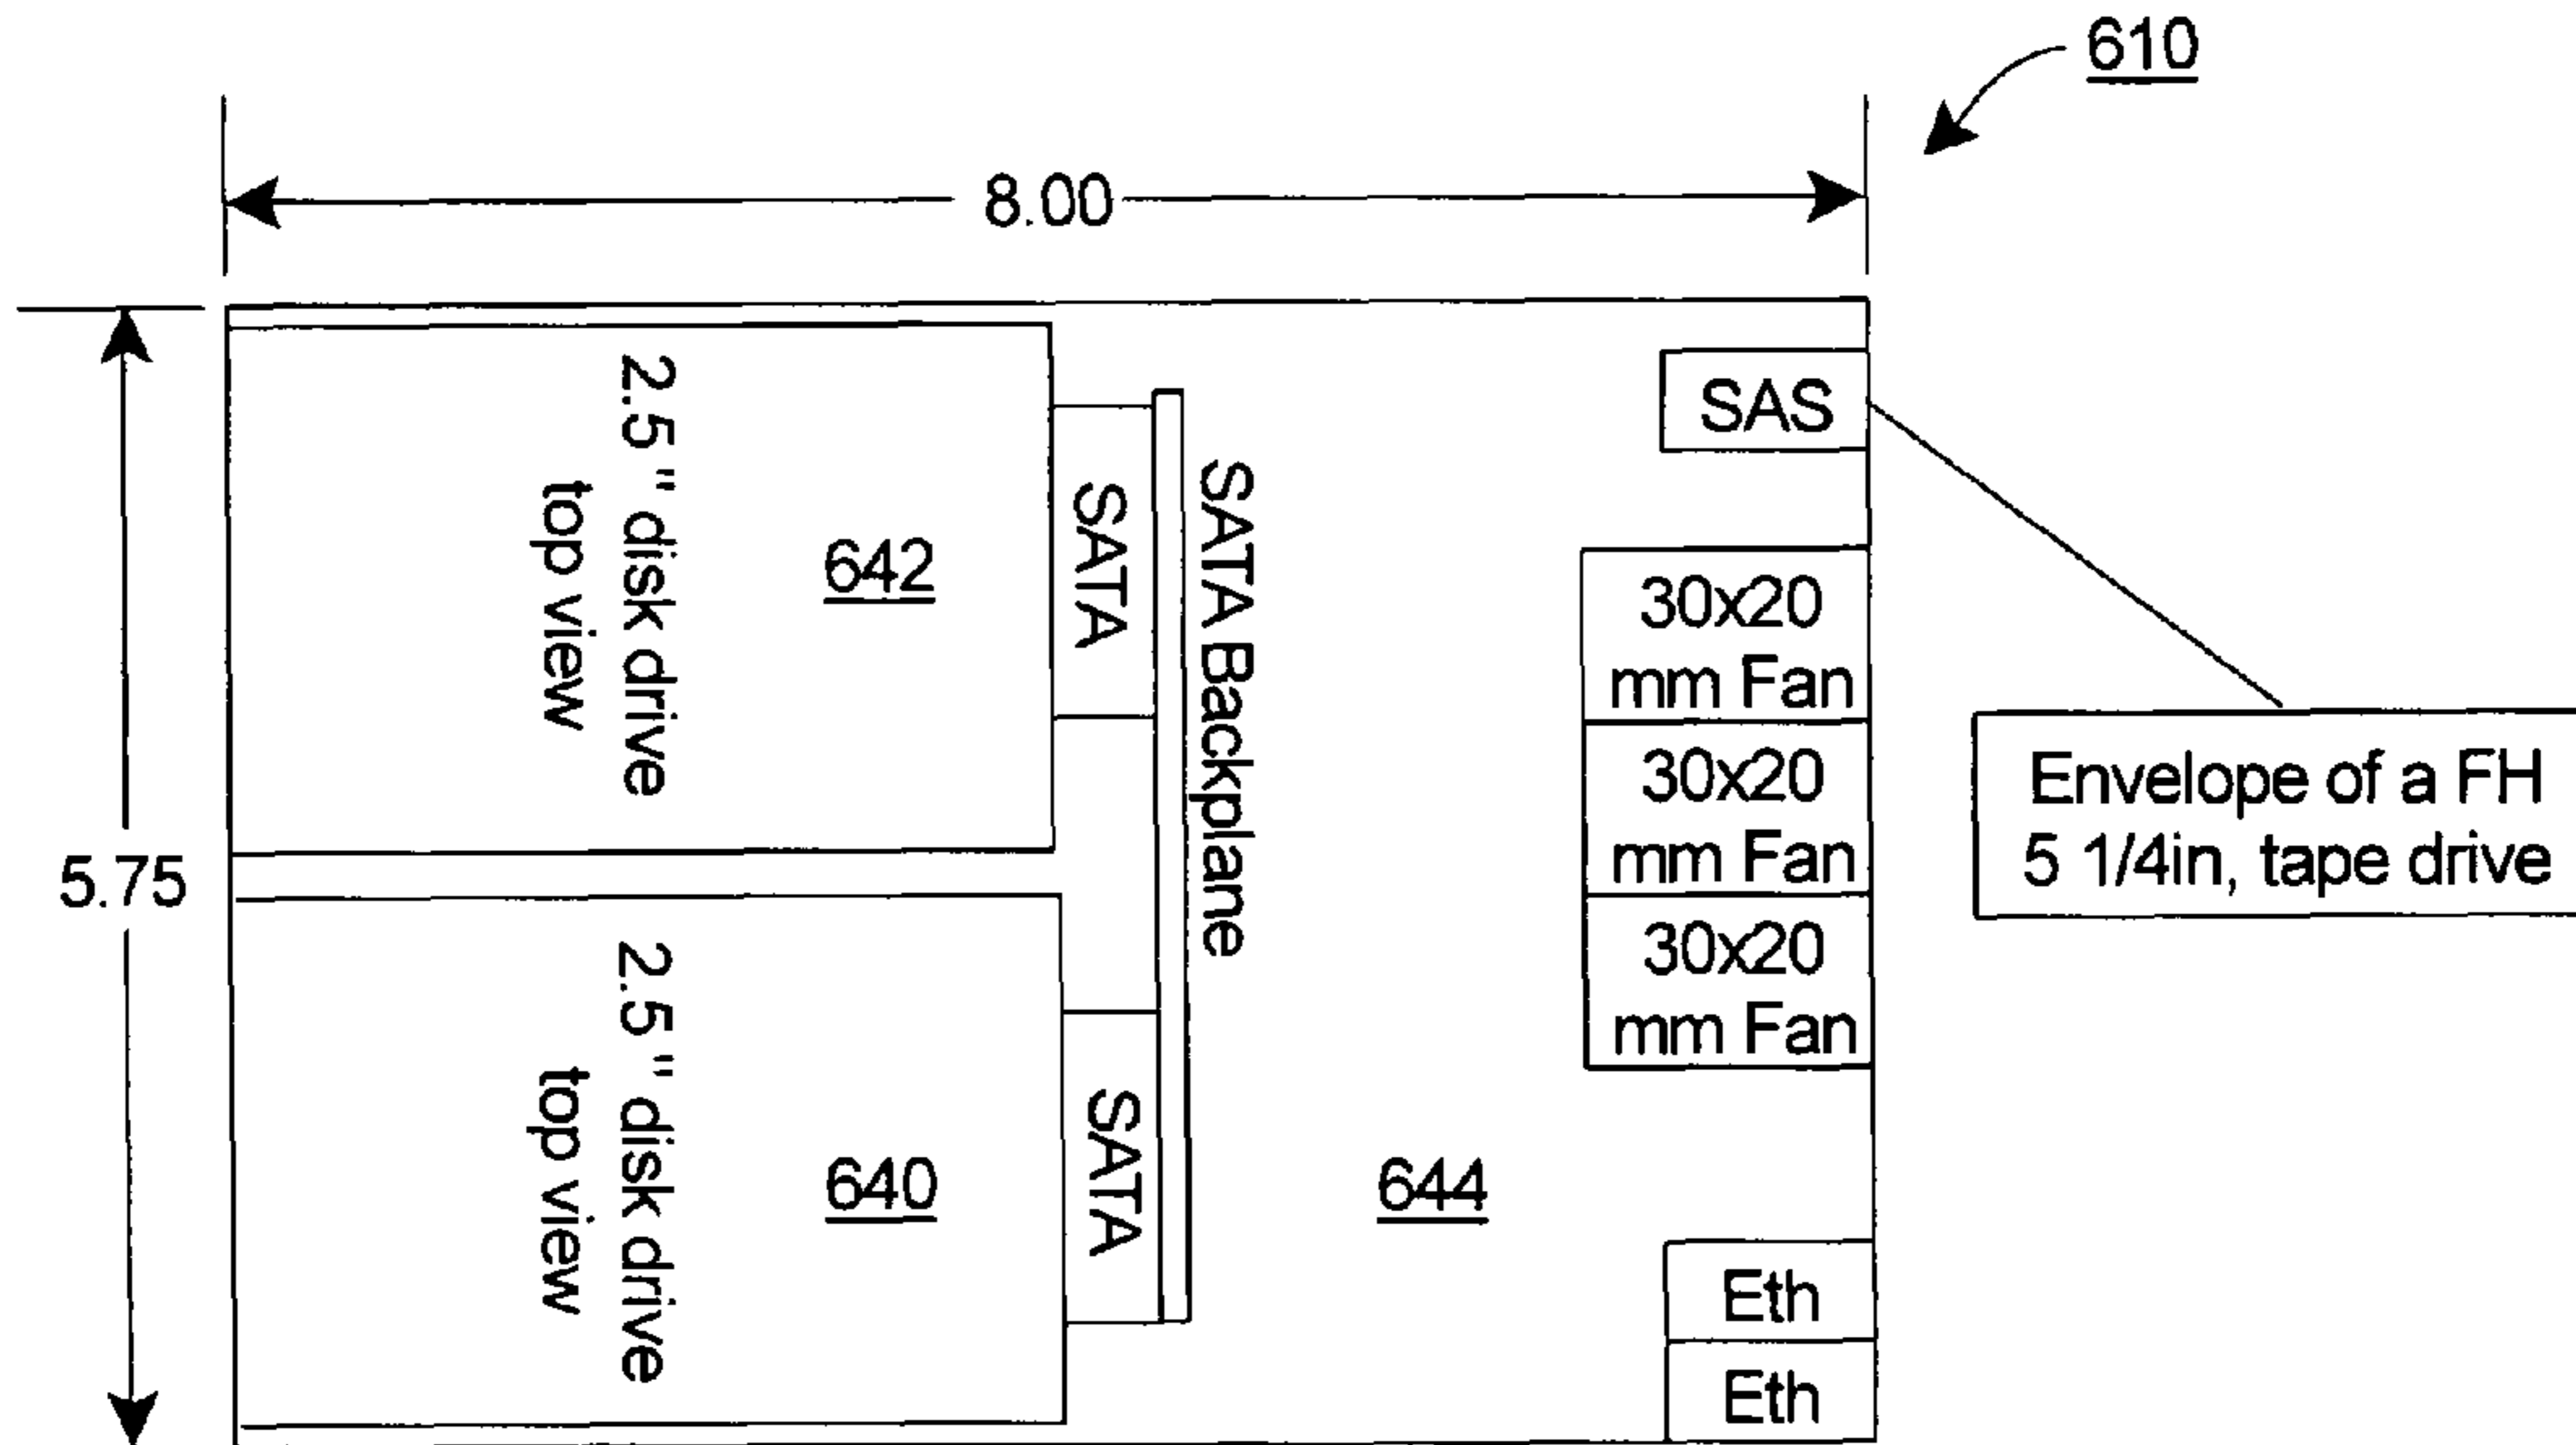 610
8.00
5.75
2.5" disk drive
top view
642
SATA
SATA Backplane
SAS
30x20
mm Fan
30x20
mm Fan
30x20
mm Fan
Envelope of a FH
5 1/4in, tape drive
2.5" disk drive
top view
640
SATA
644
Eth
Eth